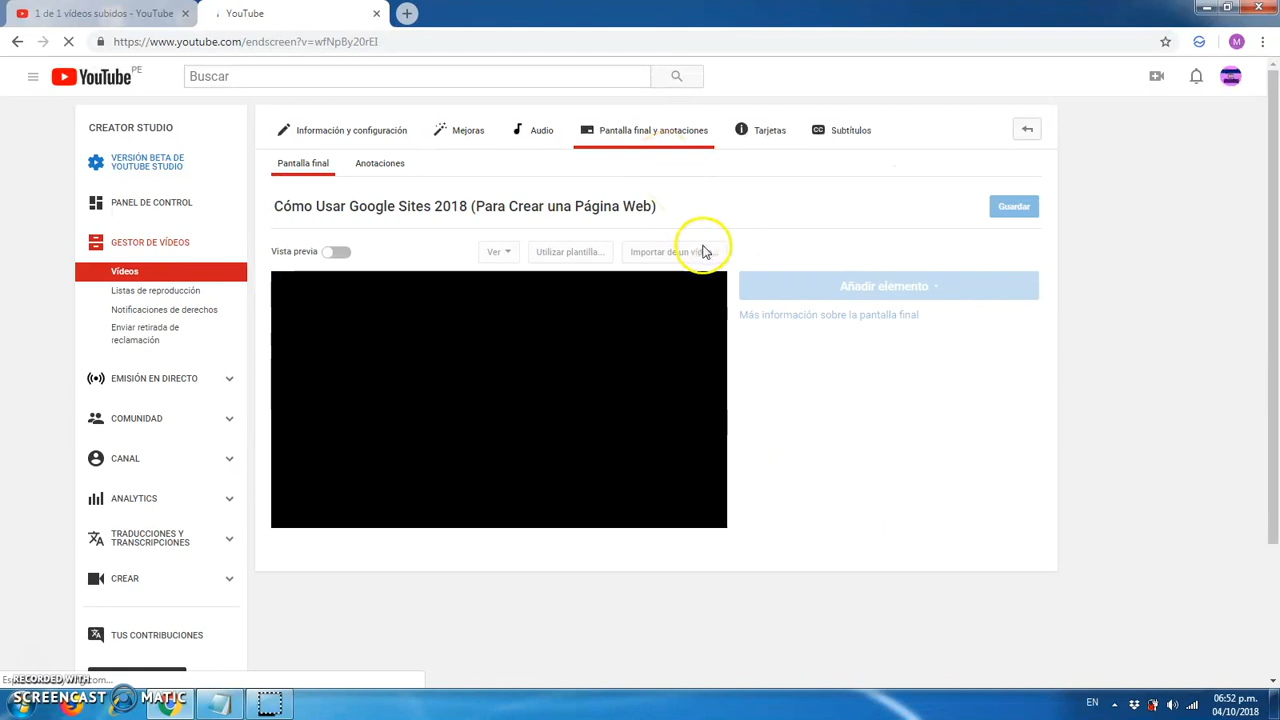 1 de 1 vídeos subidos - YouTube
YouTube
https://www.youtube.com/endscreen?v=wfNpBy20rEI
M
YouTube PE
Buscar
CREATOR STUDIO
VERSIÓN BETA DE
YOUTUBE STUDIO
PANEL DE CONTROL
GESTOR DE VÍDEOS
Vídeos
Listas de reproducción
Notificaciones de derechos
Enviar retirada de
reclamación
EMISIÓN EN DIRECTO
COMUNIDAD
CANAL
ANALYTICS
TRADUCCIONES Y
TRANSCRIPCIONES
CREAR
TUS CONTRIBUCIONES
Información y configuración
Mejoras
Audio
Pantalla final y anotaciones
Tarjetas
CC Subtítulos
Pantalla final
Anotaciones
Cómo Usar Google Sites 2018 (Para Crear una Página Web)
Guardar
Vista previa
Ver
Utilizar plantilla...
Importar de un
Añadir elemento
Más información sobre la pantalla final
RECORDED WITH
SCREENCAST MATIC
EN
06:52 p.m.
04/10/2018